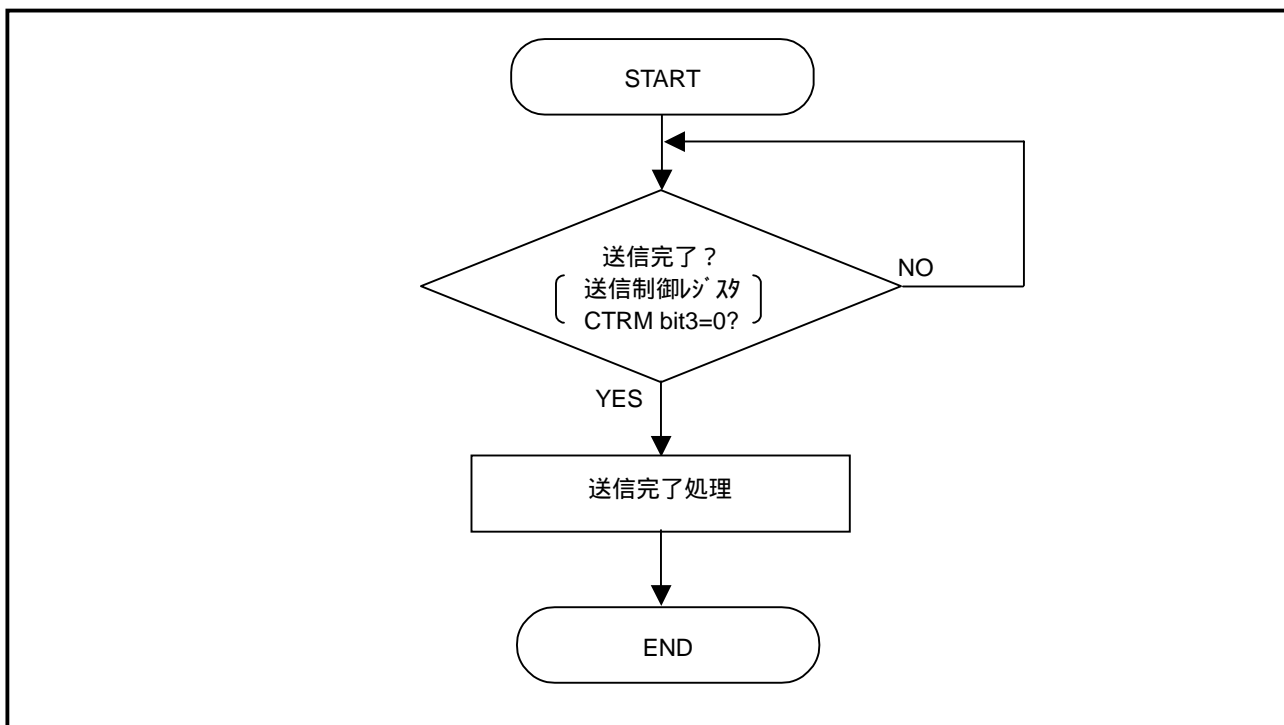 START
送信完了？
送信制御ﾚｼﾞｽﾀ
NO
CTRM bit3=0?
YES
送信完了処理
END